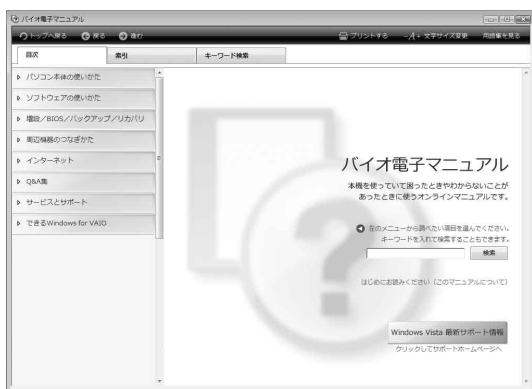 バイオ電子マニュアル
トップへ戻る 戻る 進む プリントする -A+ 文字サイズ変更 用語集を見る
目次 索引 キーワード検索
パソコン本体の使いかた
ソフトウェアの使いかた
増設/BIOS/バックアップ/リカバリ
周辺機器のつなぎかた
インターネット
Q&A集
サービスとサポート
できるWindows for VAIO
バイオ電子マニュアル
本機を使っていて困ったときやわからないことが
あったときに使うオンラインマニュアルです。
左のメニューから調べたい項目を選んでください。
キーワードを入れて検索することもできます。
検索
はじめにお読みください(このマニュアルについて)
Windows Vista 最新サポート情報
クリックしてサポートホームページへ